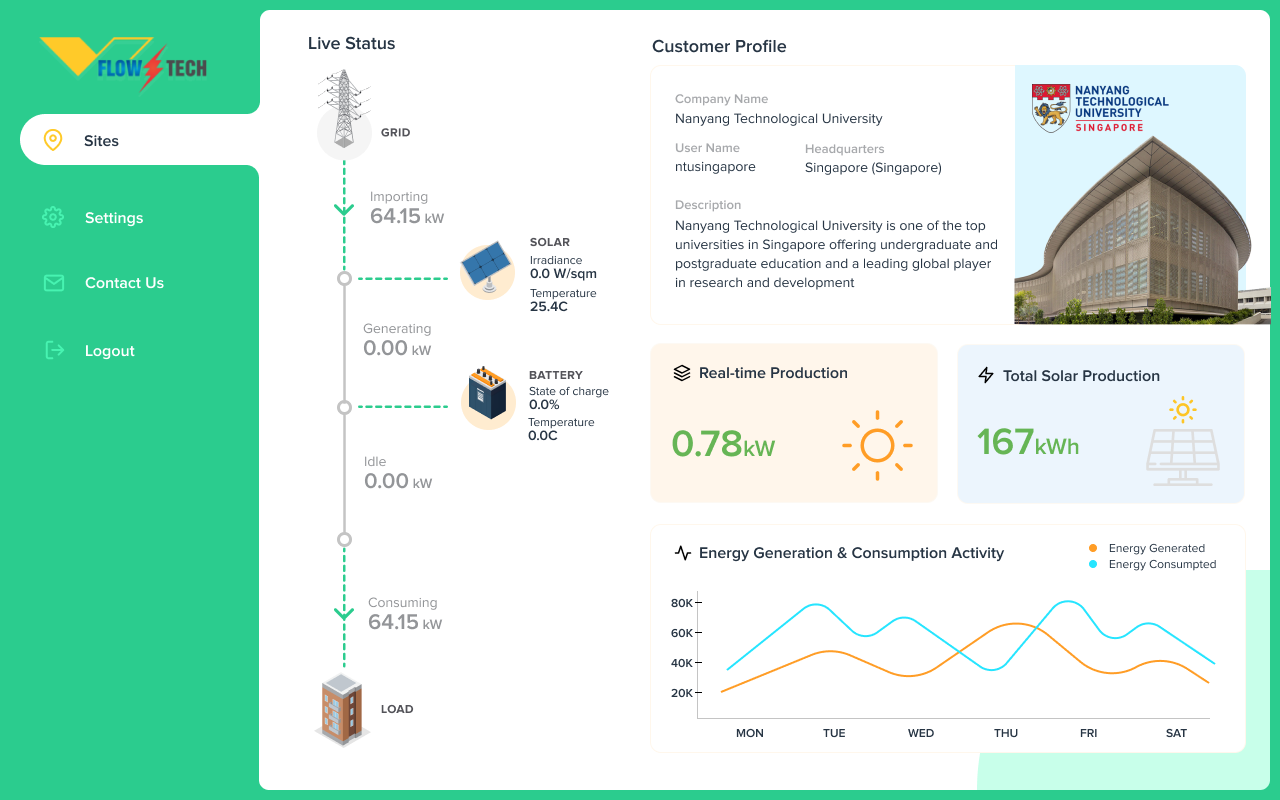 FLOW TECH
Sites
Settings
Contact Us
Logout
Live Status
GRID
Importing
64.15 kW
SOLAR
Irradiance
0.0 W/sqm
Temperature
25.4C
Generating
0.00 kW
BATTERY
State of charge
0.0%
Temperature
0.0C
Idle
0.00 kW
Consuming
64.15 kW
LOAD
Customer Profile
Company Name
Nanyang Technological University
User Name
ntusingapore
Headquarters
Singapore (Singapore)
Description
Nanyang Technological University is one of the top
universities in Singapore offering undergraduate and
postgraduate education and a leading global player
in research and development
NANYANG
TECHNOLOGICAL
UNIVERSITY
SINGAPORE
Real-time Production
0.78kW
Total Solar Production
167kWh
Energy Generation & Consumption Activity
Energy Generated
Energy Consumpted
80K
60K
40K
20K
MON TUE WED THU FRI SAT